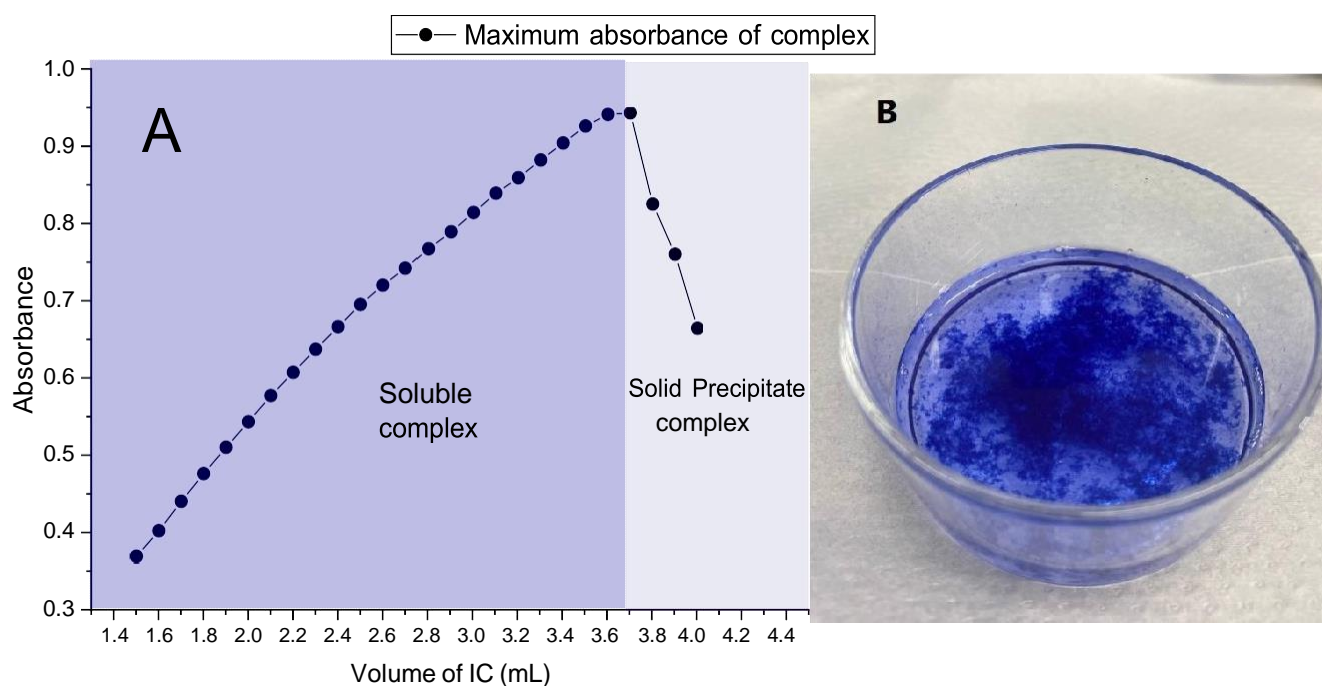 Maximum absorbance of complex
A
B
1.0
0.9
0.8
0.7
0.6
0.5
0.4
0.3
Absorbance
Soluble
complex
Solid Precipitate
complex
1.4 1.6 1.8 2.0 2.2 2.4 2.6 2.8 3.0 3.2 3.4 3.6 3.8 4.0 4.2 4.4
Volume of IC (mL)